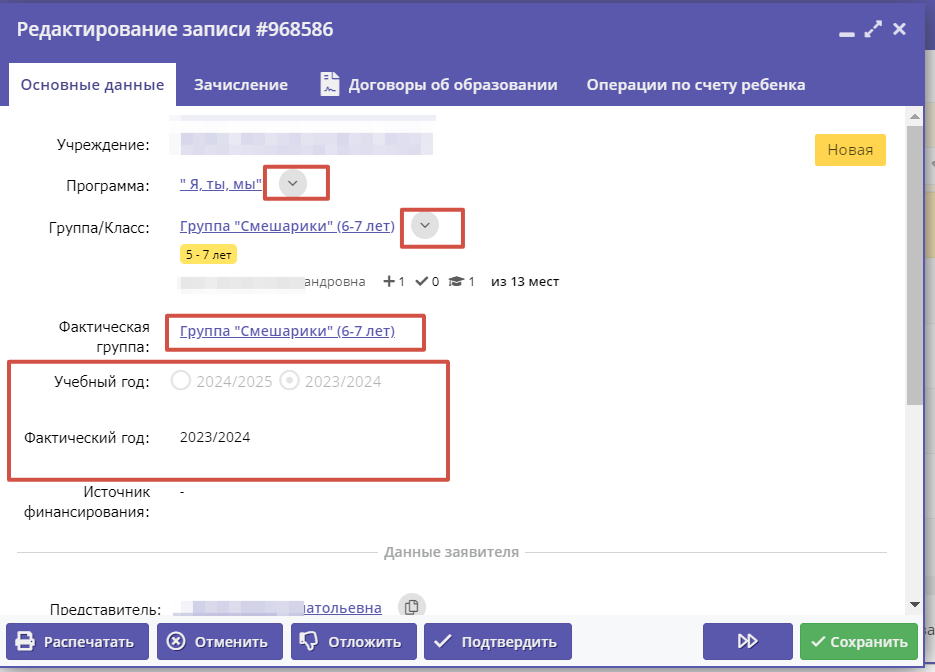 Редактирование записи #968586
Основные данные Зачисление Договоры об образовании Операции по счету ребенка
Учреждение:
Новая
Программа: " Я, ты, мы"
Группа/Класс: Группа "Смешарики" (6-7 лет)
5 - 7 лет
андровна +1 ✓0 1 из 13 мест
Фактическая
группа: Группа "Смешарики" (6-7 лет)
Учебный год: 2024/2025 2023/2024
Фактический год: 2023/2024
Источник -
финансирования:
Данные заявителя
Представитель: атольевна
Распечатать Отменить Отложить Подтвердить Сохранить